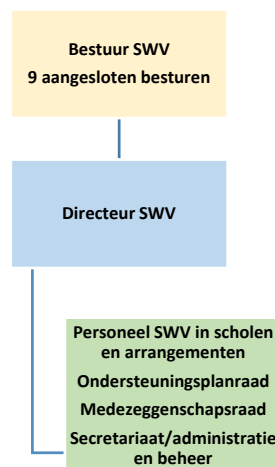 Bestuur SWV
9 aangesloten besturen
Directeur SWV
Personeel SWV in scholen
en arrangementen
Ondersteuningsplanraad
Medezeggenschapsraad
Secretariaat/administratie
en beheer